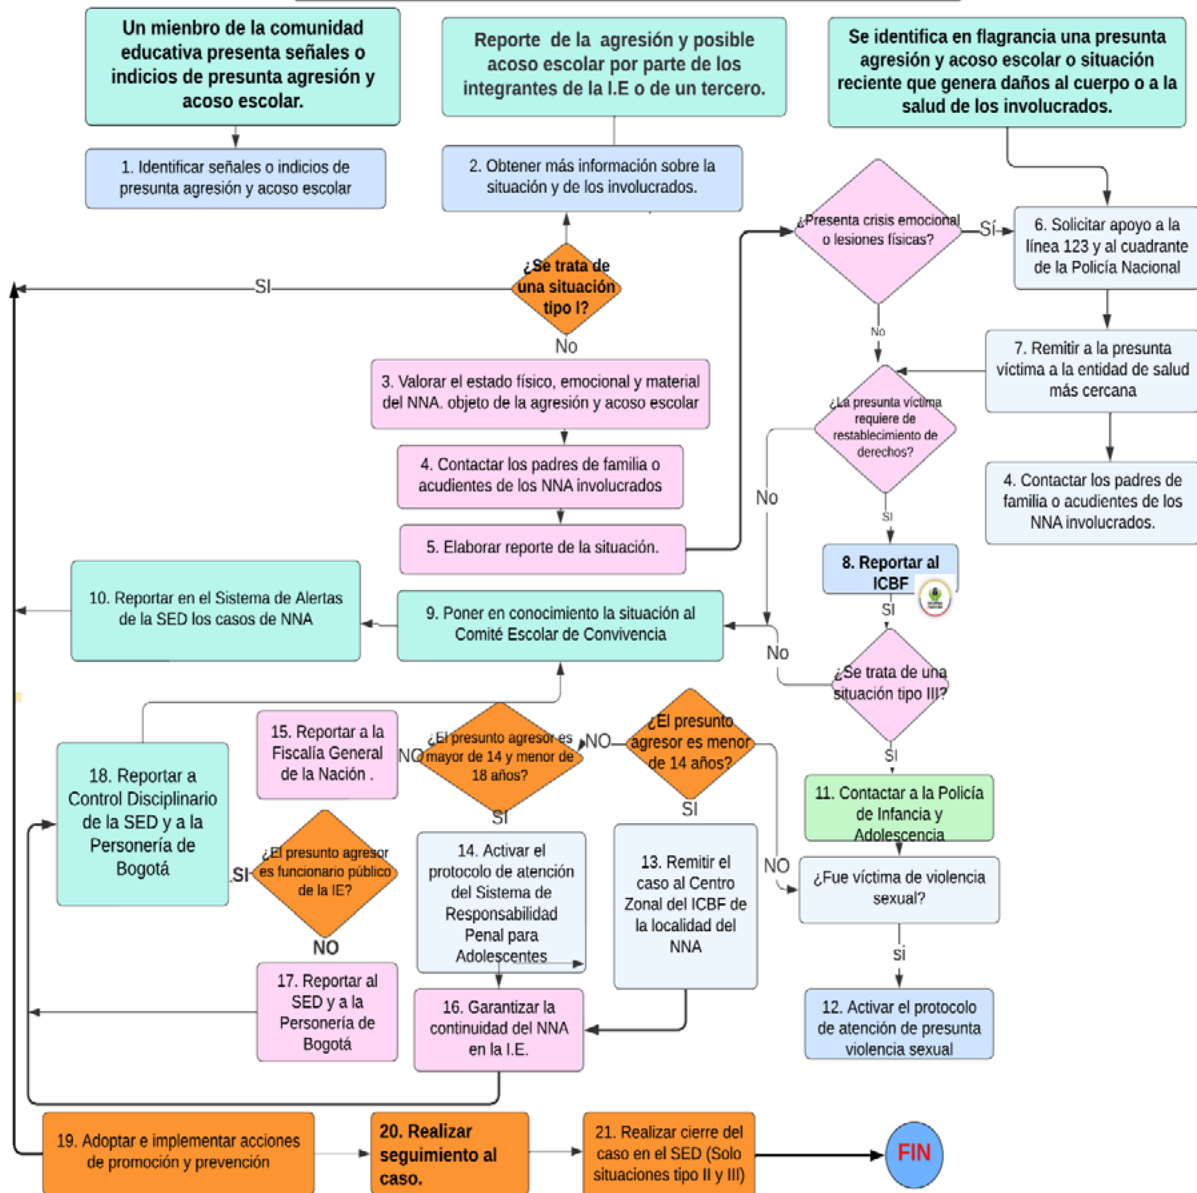 Un miembro de la comunidad
educativa presenta señales o
indicios de presunta agresión y
acoso escolar.
Reporte de la agresión y posible
acoso escolar por parte de los
integrantes de la I.E o de un tercero.
Se identifica en flagrancia una presunta
agresión y acoso escolar o situación
reciente que genera daños al cuerpo o a la
salud de los involucrados.
1. Identificar señales o indicios de
presunta agresión y acoso escolar
2. Obtener más información sobre la
situación y de los involucrados.
¿Presenta crisis emocional
o lesiones físicas?
Sí
6. Solicitar apoyo a la
línea 123 y al cuadrante
de la Policía Nacional
¿Se trata de
una situación
tipo I?
SI
No
No
3. Valorar el estado físico, emocional y material
del NNA. objeto de la agresión y acoso escolar
7. Remitir a la presunta
víctima a la entidad de salud
más cercana
¿La presunta víctima
requiere de
restablecimiento de
derechos?
4. Contactar los padres de familia o
acudientes de los NNA involucrados
No
SI
4. Contactar los padres de
familia o acudientes de los
NNA involucrados.
5. Elaborar reporte de la situación.
8. Reportar al
ICBF
SI
10. Reportar en el Sistema de Alertas
de la SED los casos de NNA
9. Poner en conocimiento la situación al
Comité Escolar de Convivencia
No
¿Se trata de una
situación tipo III?
SI
15. Reportar a la
Fiscalía General
de la Nación .
NO
¿El presunto agresor es
mayor de 14 y menor de
18 años?
NO
¿El presunto
agresor es menor
de 14 años?
SI
SI
NO
18. Reportar a
Control Disciplinario
de la SED y a la
Personería de
Bogotá
11. Contactar a la Policía
de Infancia y
Adolescencia
.SI
¿El presunto agresor
es funcionario público
de la IE?
NO
14. Activar el
protocolo de atención
del Sistema de
Responsabilidad
Penal para
Adolescentes
13. Remitir el
caso al Centro
Zonal del ICBF de
la localidad del
NNA
¿Fue víctima de violencia
sexual?
si
17. Reportar al
SED y a la
Personería de
Bogotá
16. Garantizar la
continuidad del NNA
en la I.E.
12. Activar el protocolo
de atención de presunta
violencia sexual
19. Adoptar e implementar acciones
de promoción y prevención
20. Realizar
seguimiento al
caso.
21. Realizar cierre del
caso en el SED (Solo
situaciones tipo II y III)
FIN